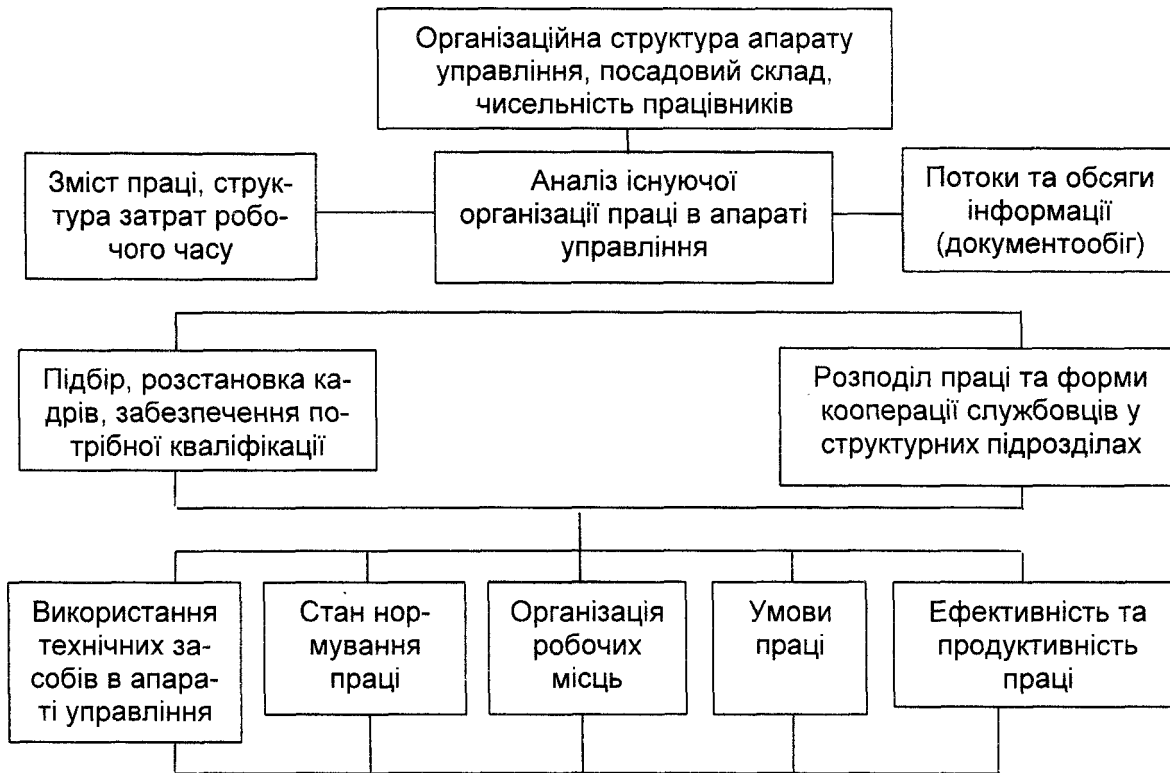 Організаційна структура апарату
управління, посадовий склад,
чисельність працівників
Зміст праці, струк-
тура затрат робо-
чого часу
Аналіз існуючої
організації праці в апараті
управління
Потоки та обсяги
інформації
(документообіг)
Підбір, розстановка ка-
дрів, забезпечення по-
трібної кваліфікації
Розподіл праці та форми
кооперації службовців у
структурних підрозділах
Використання
технічних за-
собів в апара-
ті управління
Стан нор-
мування
праці
Організація
робочих
місць
Умови
праці
Ефективність та
продуктивність
праці